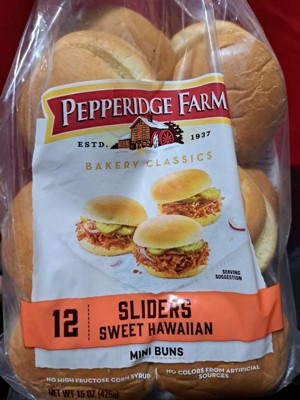 PEPPERIDGE FARM
ESTD. 1937
BAKERY CLASSICS
SERVING
SUGGESTION
12 SLIDERS
SWEET HAWAIIAN
MINI BUNS
NO HIGH FRUCTOSE CORN SYRUP
NO COLORS FROM ARTIFICIAL
SOURCES
NET WT 15 OZ (425g)